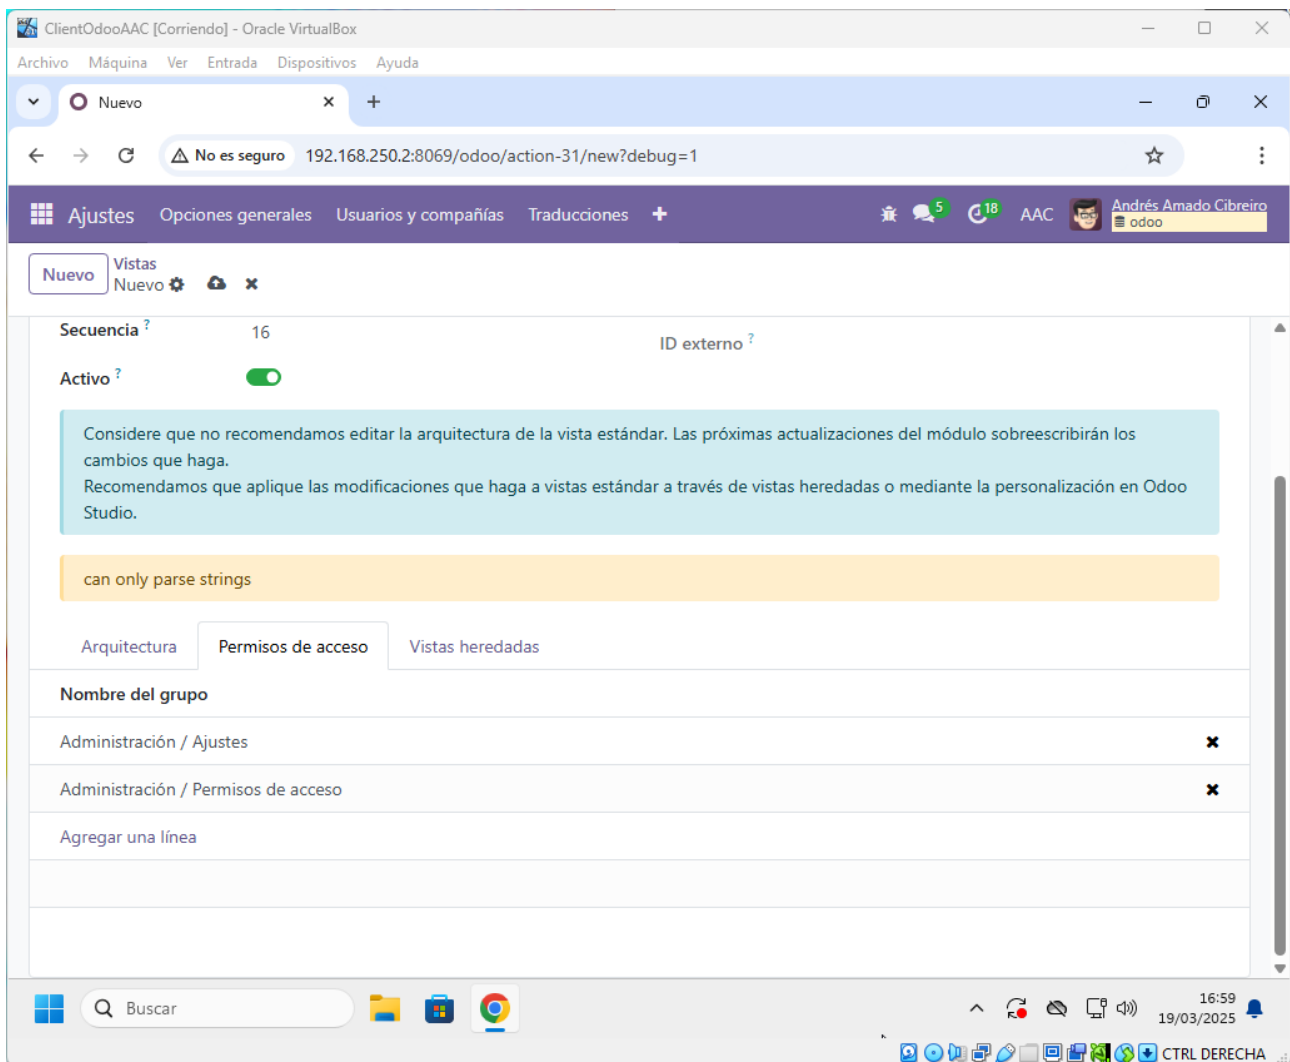 ClientOdooAAC [Corriendo] - Oracle VirtualBox
Archivo Máquina Ver Entrada Dispositivos Ayuda
Nuevo
No es seguro 192.168.250.2:8069/odoo/action-31/new?debug=1
Ajustes Opciones generales Usuarios y compañías Traducciones 5 18 AAC Andrés Amado Cibreiro
odoo
Nuevo
Vistas
Nuevo
Secuencia ? 16
ID externo ?
Activo ?
Considere que no recomendamos editar la arquitectura de la vista estándar. Las próximas actualizaciones del módulo sobreescribirán los
cambios que haga.
Recomendamos que aplique las modificaciones que haga a vistas estándar a través de vistas heredadas o mediante la personalización en Odoo
Studio.
can only parse strings
Arquitectura Permisos de acceso Vistas heredadas
Nombre del grupo
Administración / Ajustes
Administración / Permisos de acceso
Agregar una línea
Buscar
16:59
19/03/2025
CTRL DERECHA